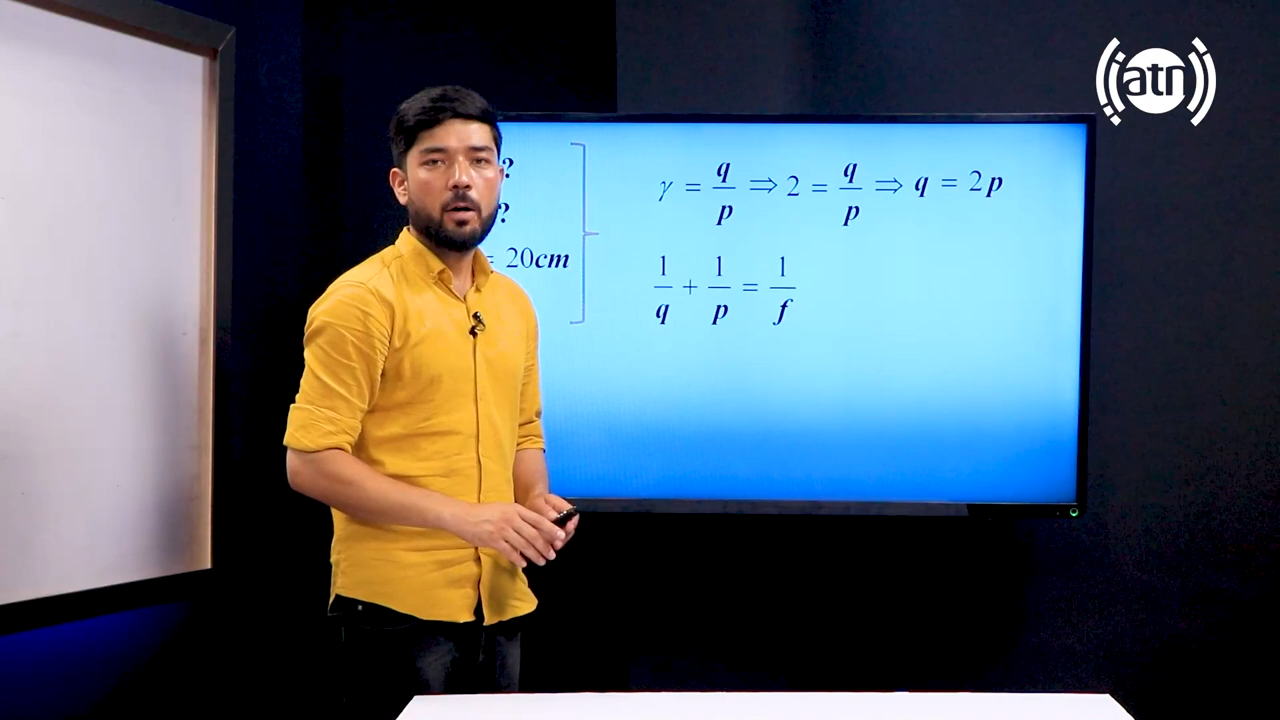 atn
?
?
= 20cm
γ = q/p ⇒ 2 = q/p ⇒ q = 2p
1/q + 1/p = 1/f